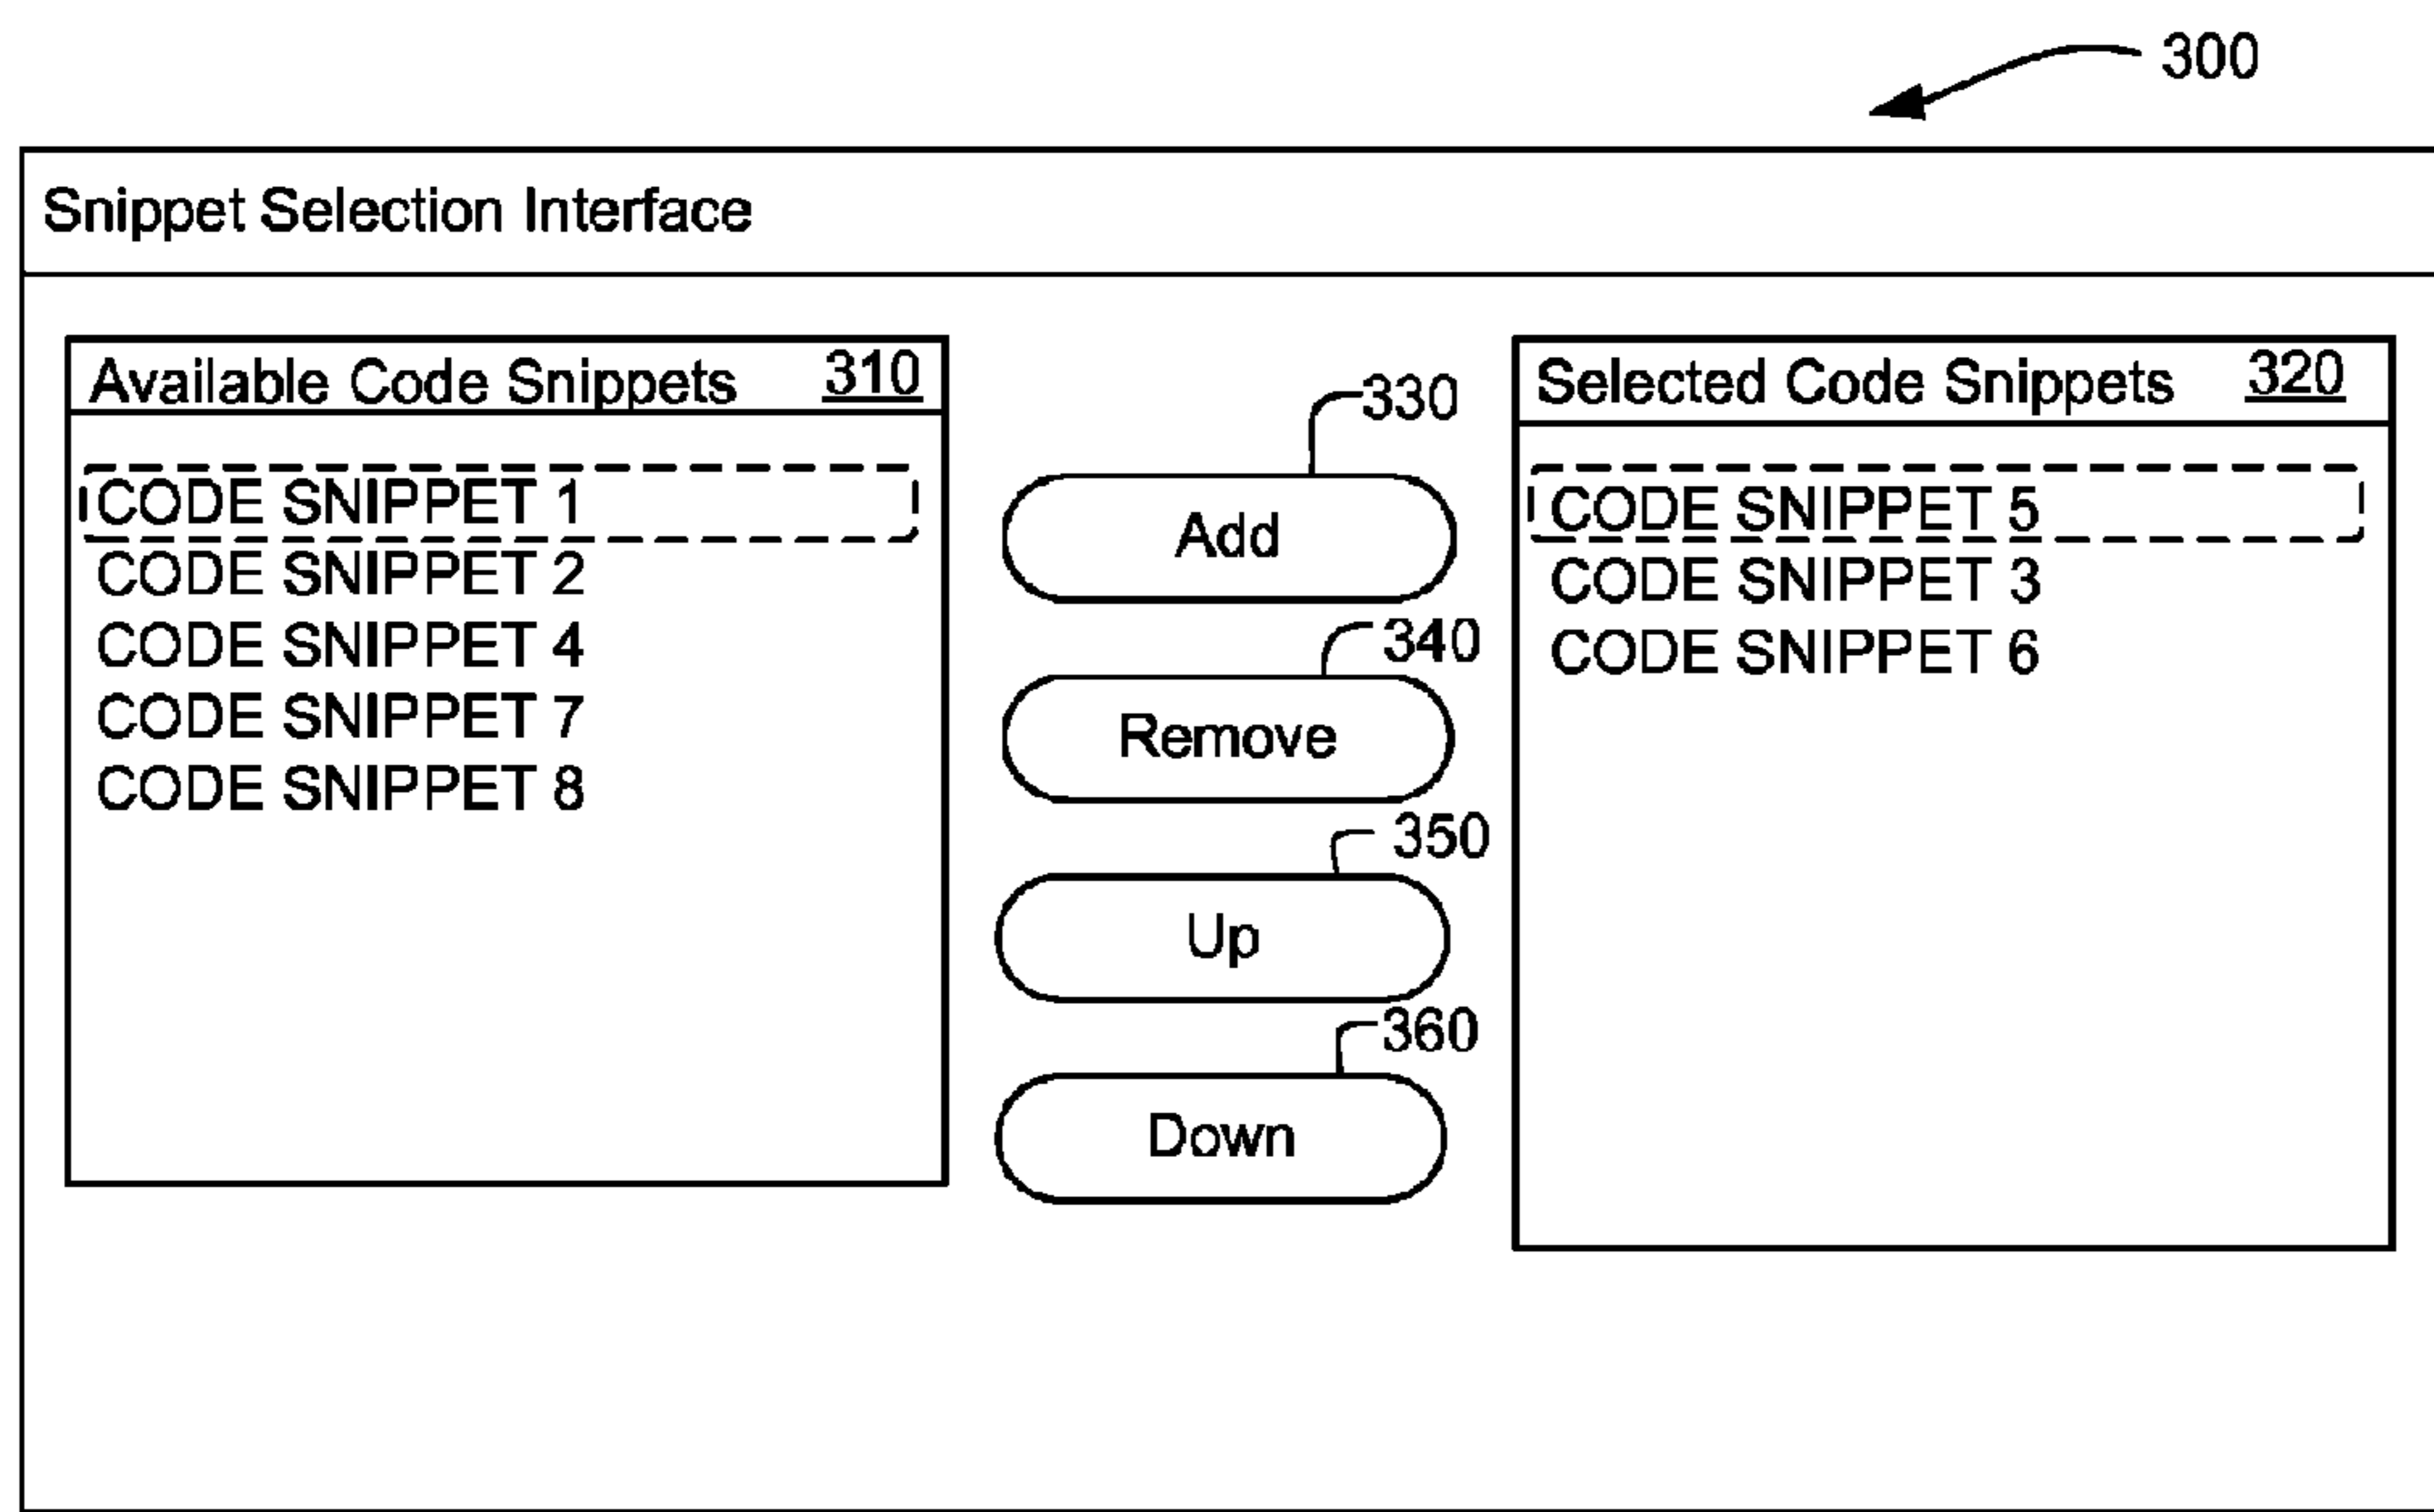 300
Snippet Selection Interface
Available Code Snippets 310
CODE SNIPPET 1
CODE SNIPPET 2
CODE SNIPPET 4
CODE SNIPPET 7
CODE SNIPPET 8
330
Add
340
Remove
350
Up
360
Down
Selected Code Snippets 320
CODE SNIPPET 5
CODE SNIPPET 3
CODE SNIPPET 6